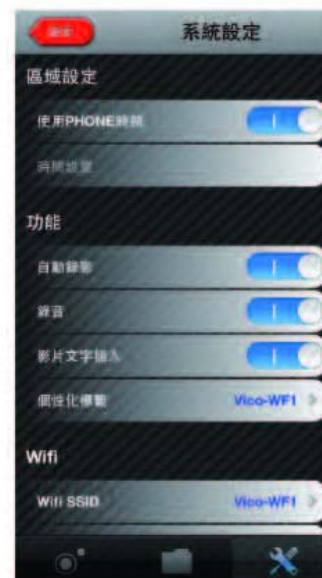 系統設定
區域設定
使用PHONE時間
時間設置
功能
自動錄影
錄音
影片文字插入
個性化標籤 Vico-WF1
Wifi
Wifi SSID Vico-WF1